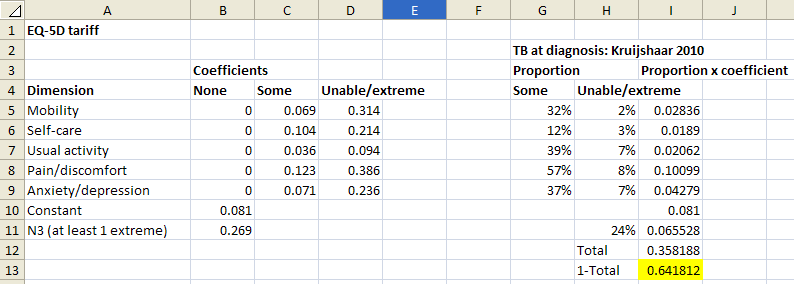 A B C D E F G H I J
1 EQ-5D tariff
2 TB at diagnosis: Kruijshaar 2010
3 Coefficients Proportion Proportion x coefficient
4 Dimension None Some Unable/extreme Some Unable/extreme
5 Mobility 0 0.069 0.314 32% 2% 0.02836
6 Self-care 0 0.104 0.214 12% 3% 0.0189
7 Usual activity 0 0.036 0.094 39% 7% 0.02062
8 Pain/discomfort 0 0.123 0.386 57% 8% 0.10099
9 Anxiety/depression 0 0.071 0.236 37% 7% 0.04279
10 Constant 0.081 0.081
11 N3 (at least 1 extreme) 0.269 24% 0.065528
12 Total 0.358188
13 1-Total 0.641812